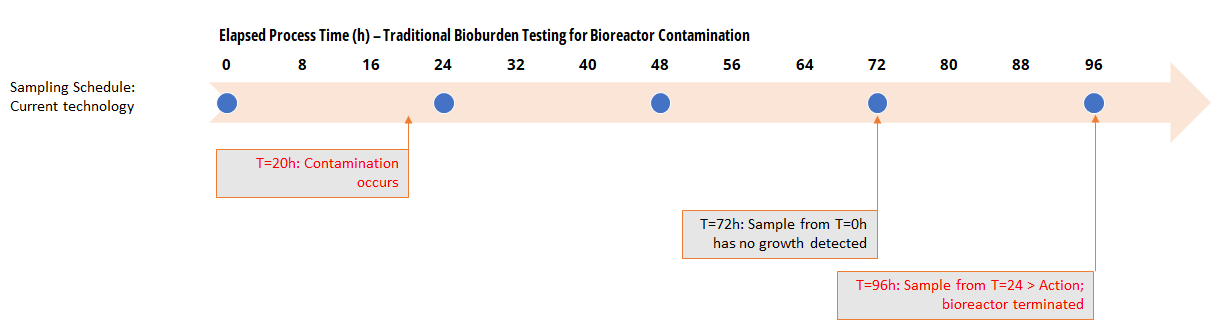 Elapsed Process Time (h) – Traditional Bioburden Testing for Bioreactor Contamination
0 8 16 24 32 40 48 56 64 72 80 88 96
Sampling Schedule:
Current technology
T=20h: Contamination
occurs
T=72h: Sample from T=0h
has no growth detected
T=96h: Sample from T=24 > Action;
bioreactor terminated